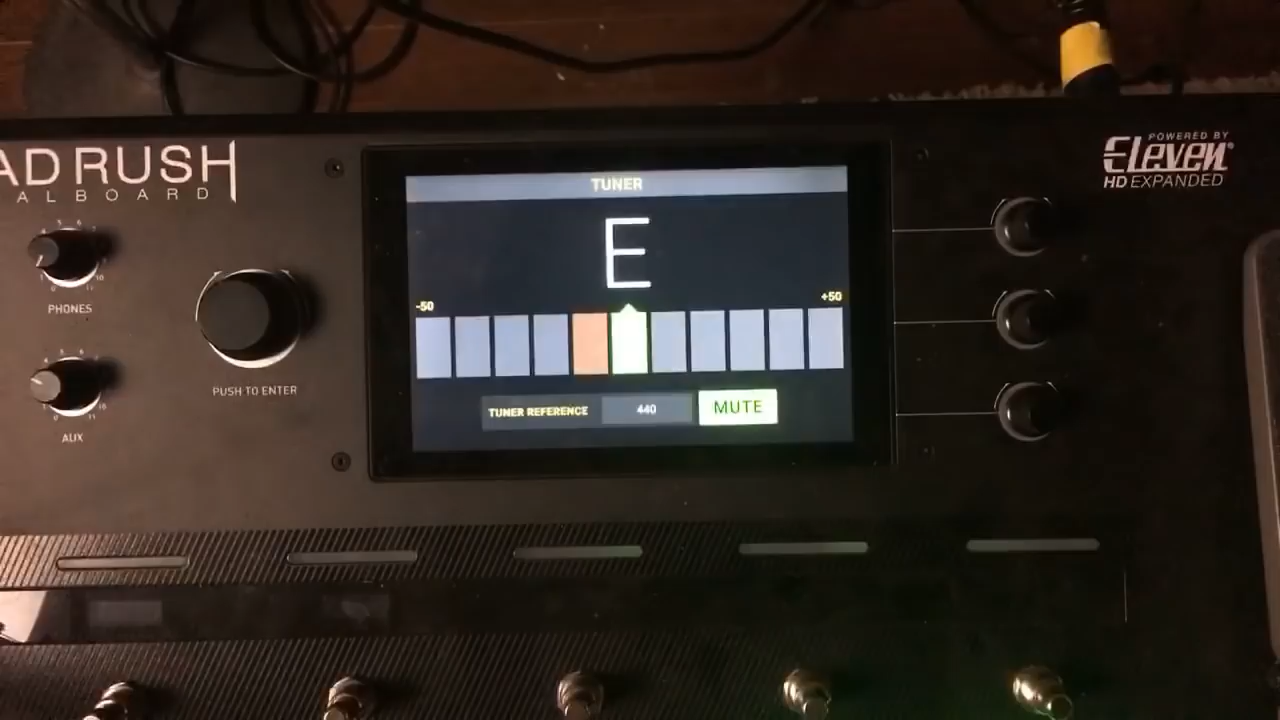 AD RUSH
ALBOARD
POWERED BY
Eleven®
HD EXPANDED
TUNER
E
-50
+50
TUNER REFERENCE 440 MUTE
PHONES
PUSH TO ENTER
AUX